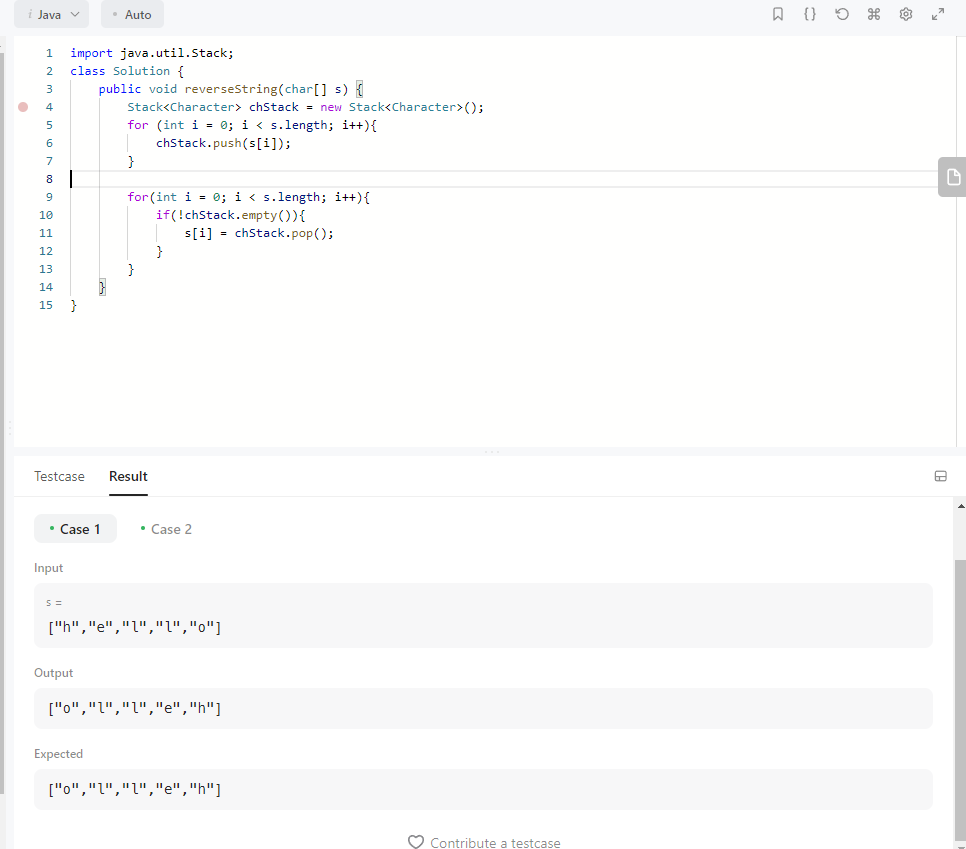 i Java Auto
1 import java.util.Stack;
2 class Solution {
3     public void reverseString(char[] s) {
4         Stack<Character> chStack = new Stack<Character>();
5         for (int i = 0; i < s.length; i++){
6             chStack.push(s[i]);
7         }
8
9         for(int i = 0; i < s.length; i++){
10             if(!chStack.empty()){
11                 s[i] = chStack.pop();
12             }
13         }
14     }
15 }
Testcase Result
Case 1 Case 2
Input
s =
["h","e","l","l","o"]
Output
["o","l","l","e","h"]
Expected
["o","l","l","e","h"]
Contribute a testcase